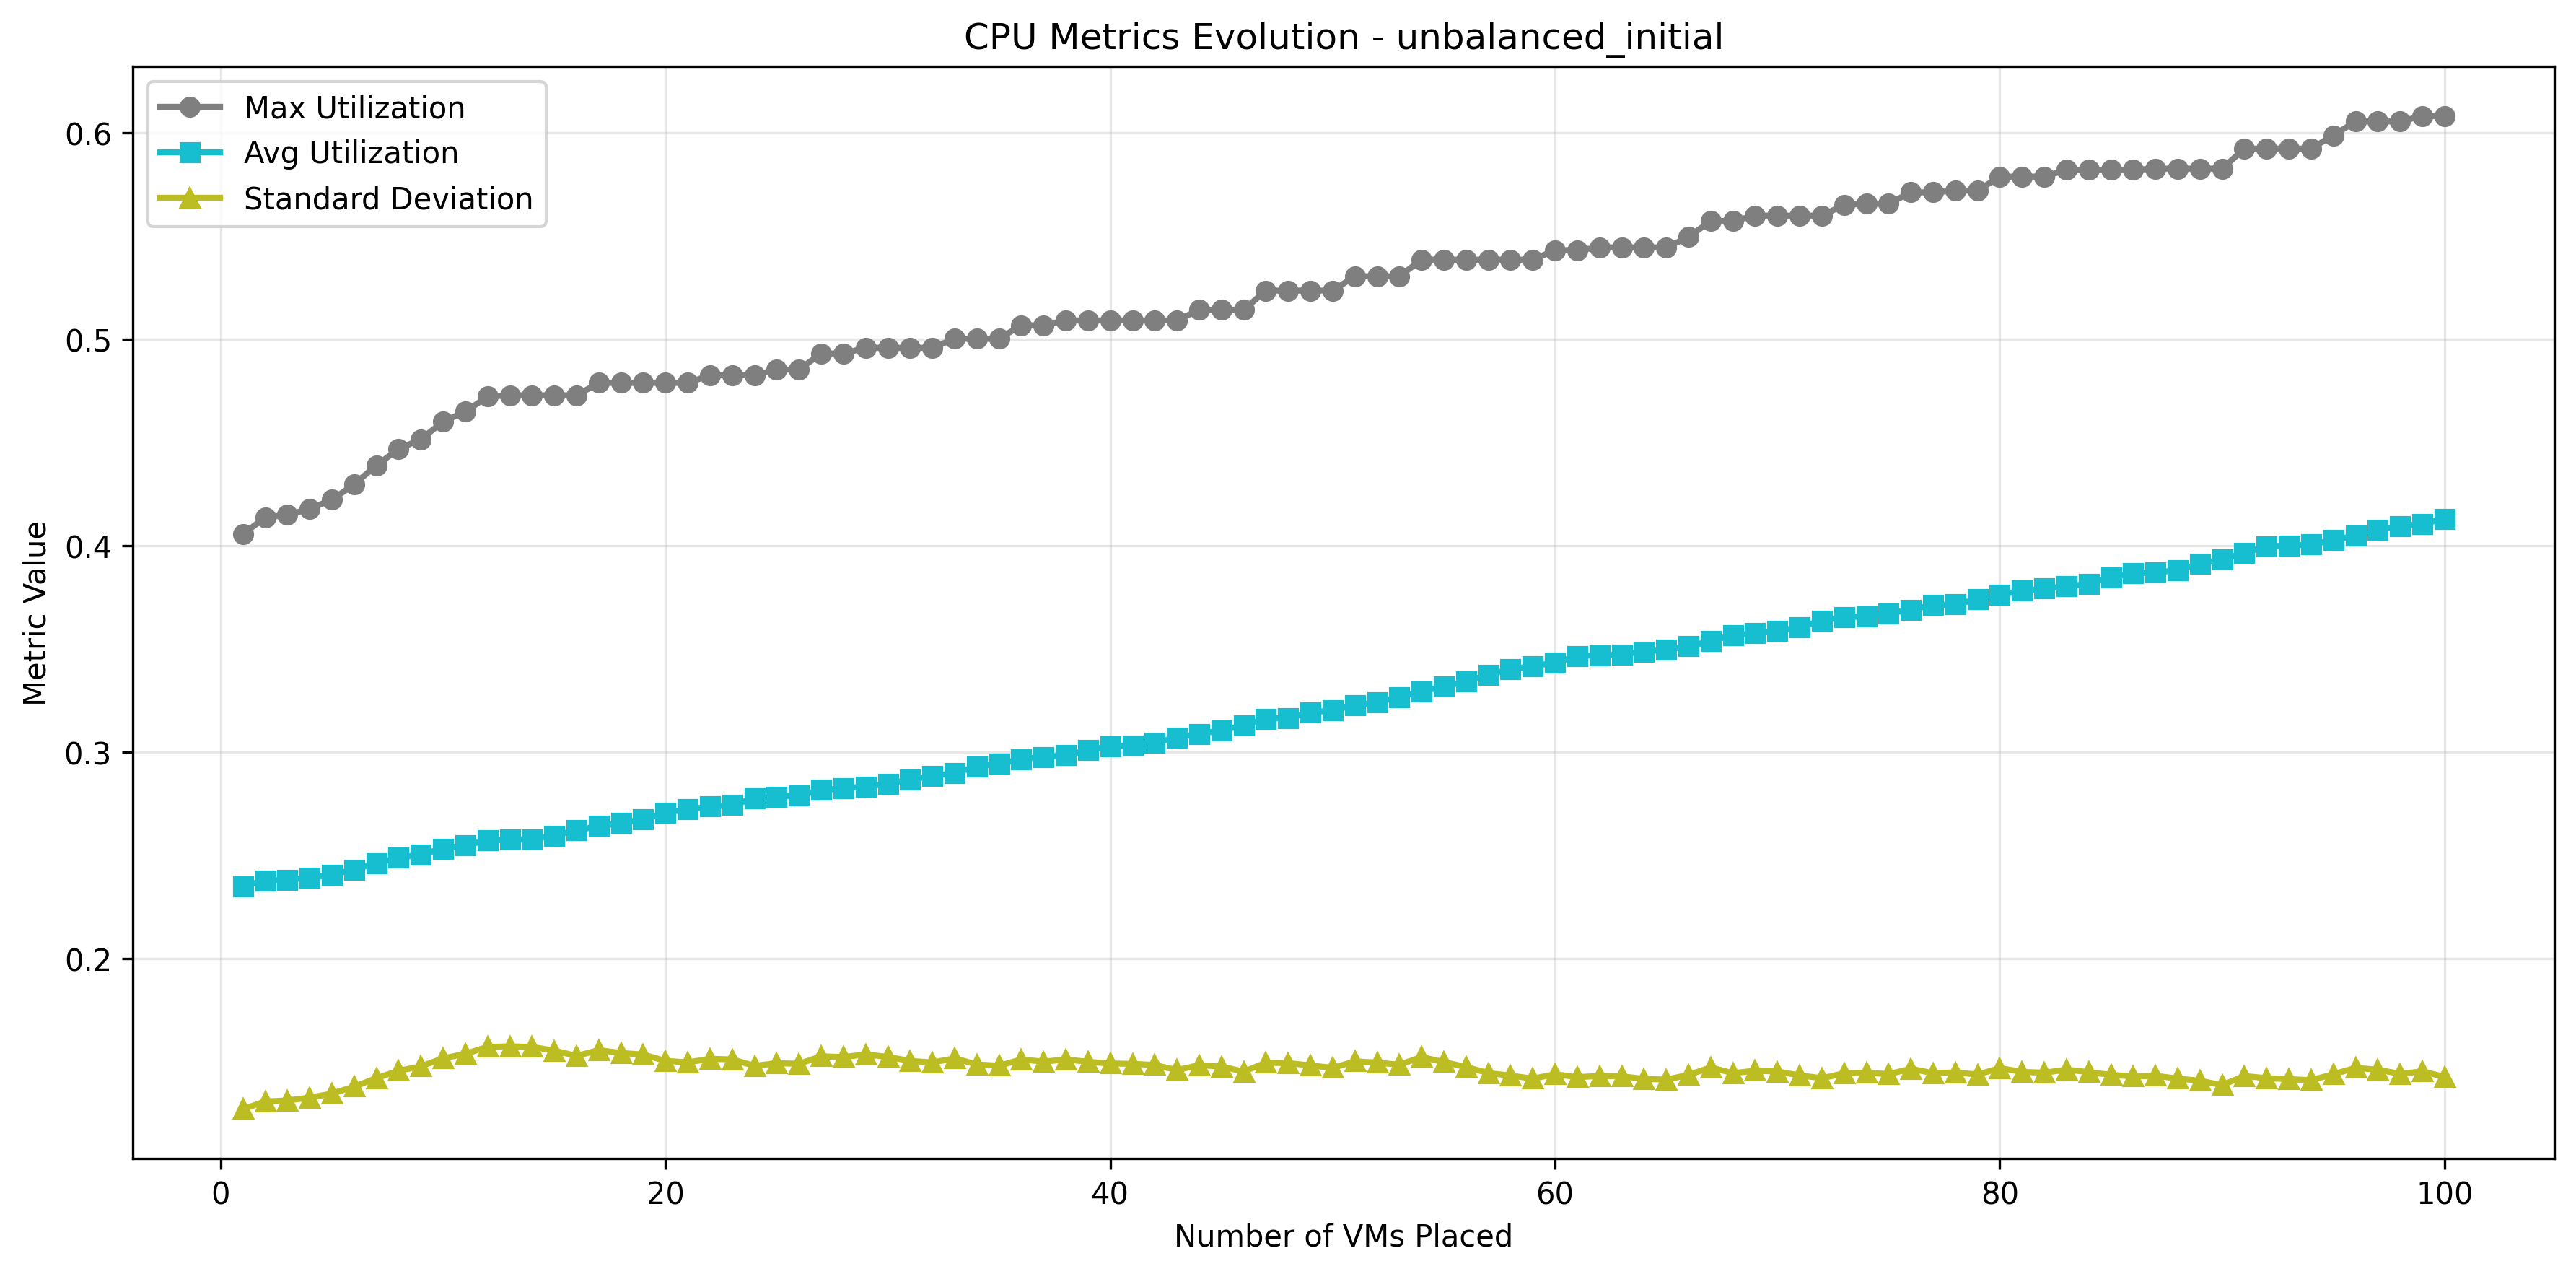 CPU Metrics Evolution - unbalanced_initial
Max Utilization
Avg Utilization
Standard Deviation
0.6
0.5
0.4
0.3
0.2
Metric Value
0 20 40 60 80 100
Number of VMs Placed